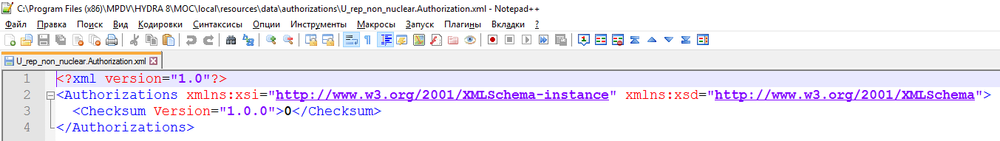 C:\Program Files (x86)\MPDV\HYDRA 8\MOC\local\resources\data\authorizations\U_rep_non_nuclear.Authorization.xml - Notepad++
Файл Правка Поиск Вид Кодировки Синтаксисы Опции Инструменты Макросы Запуск Плагины Вкладки ?
U_rep_non_nuclear.Authorization.xml
1 <?xml version="1.0"?>
2 <Authorizations xmlns:xsi="http://www.w3.org/2001/XMLSchema-instance" xmlns:xsd="http://www.w3.org/2001/XMLSchema">
3 <Checksum Version="1.0.0">0</Checksum>
4 </Authorizations>